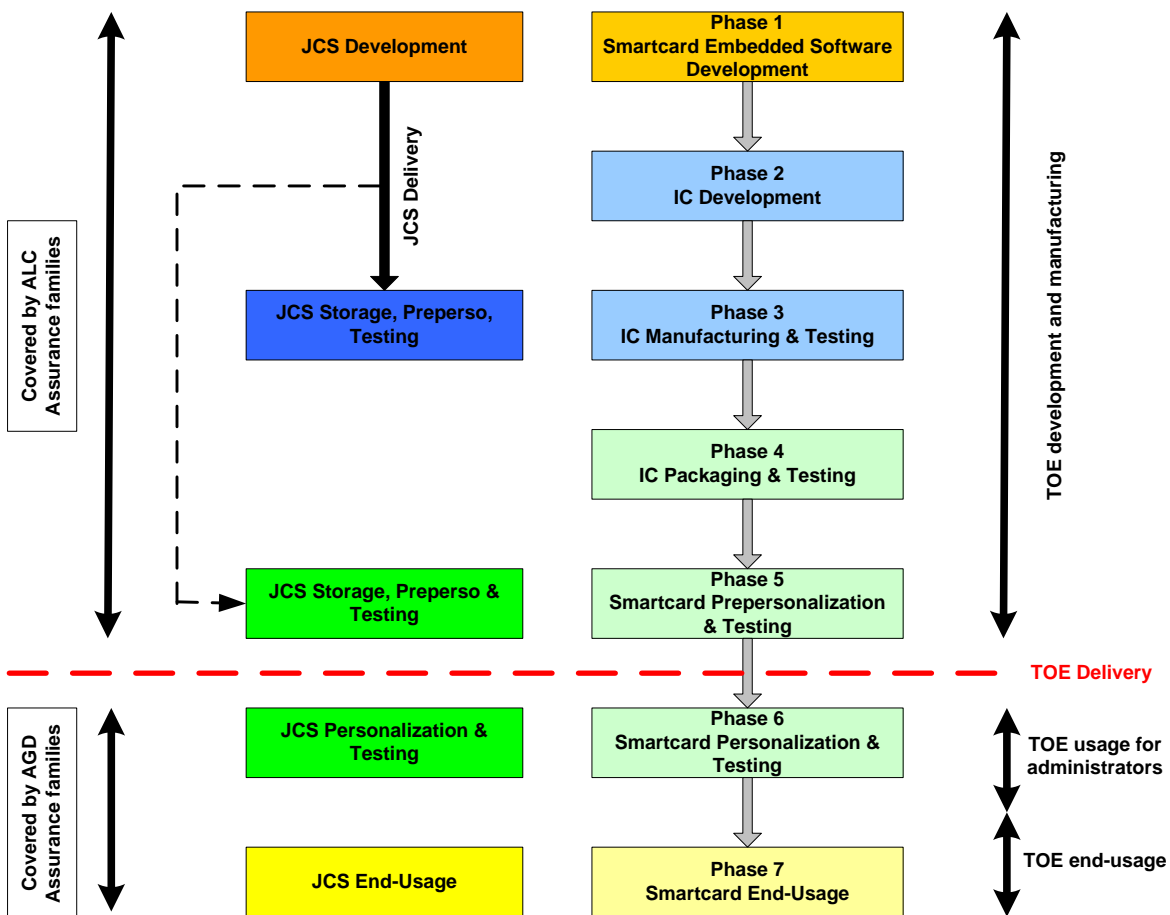 JCS Development
Phase 1
Smartcard Embedded Software
Development
JCS Delivery
Phase 2
IC Development
Covered by ALC
Assurance families
TOE development and manufacturing
JCS Storage, Preperso,
Testing
Phase 3
IC Manufacturing & Testing
Phase 4
IC Packaging & Testing
JCS Storage, Preperso &
Testing
Phase 5
Smartcard Prepersonalization
& Testing
TOE Delivery
Covered by AGD
Assurance families
JCS Personalization &
Testing
Phase 6
Smartcard Personalization &
Testing
TOE usage for
administrators
JCS End-Usage
Phase 7
Smartcard End-Usage
TOE end-usage